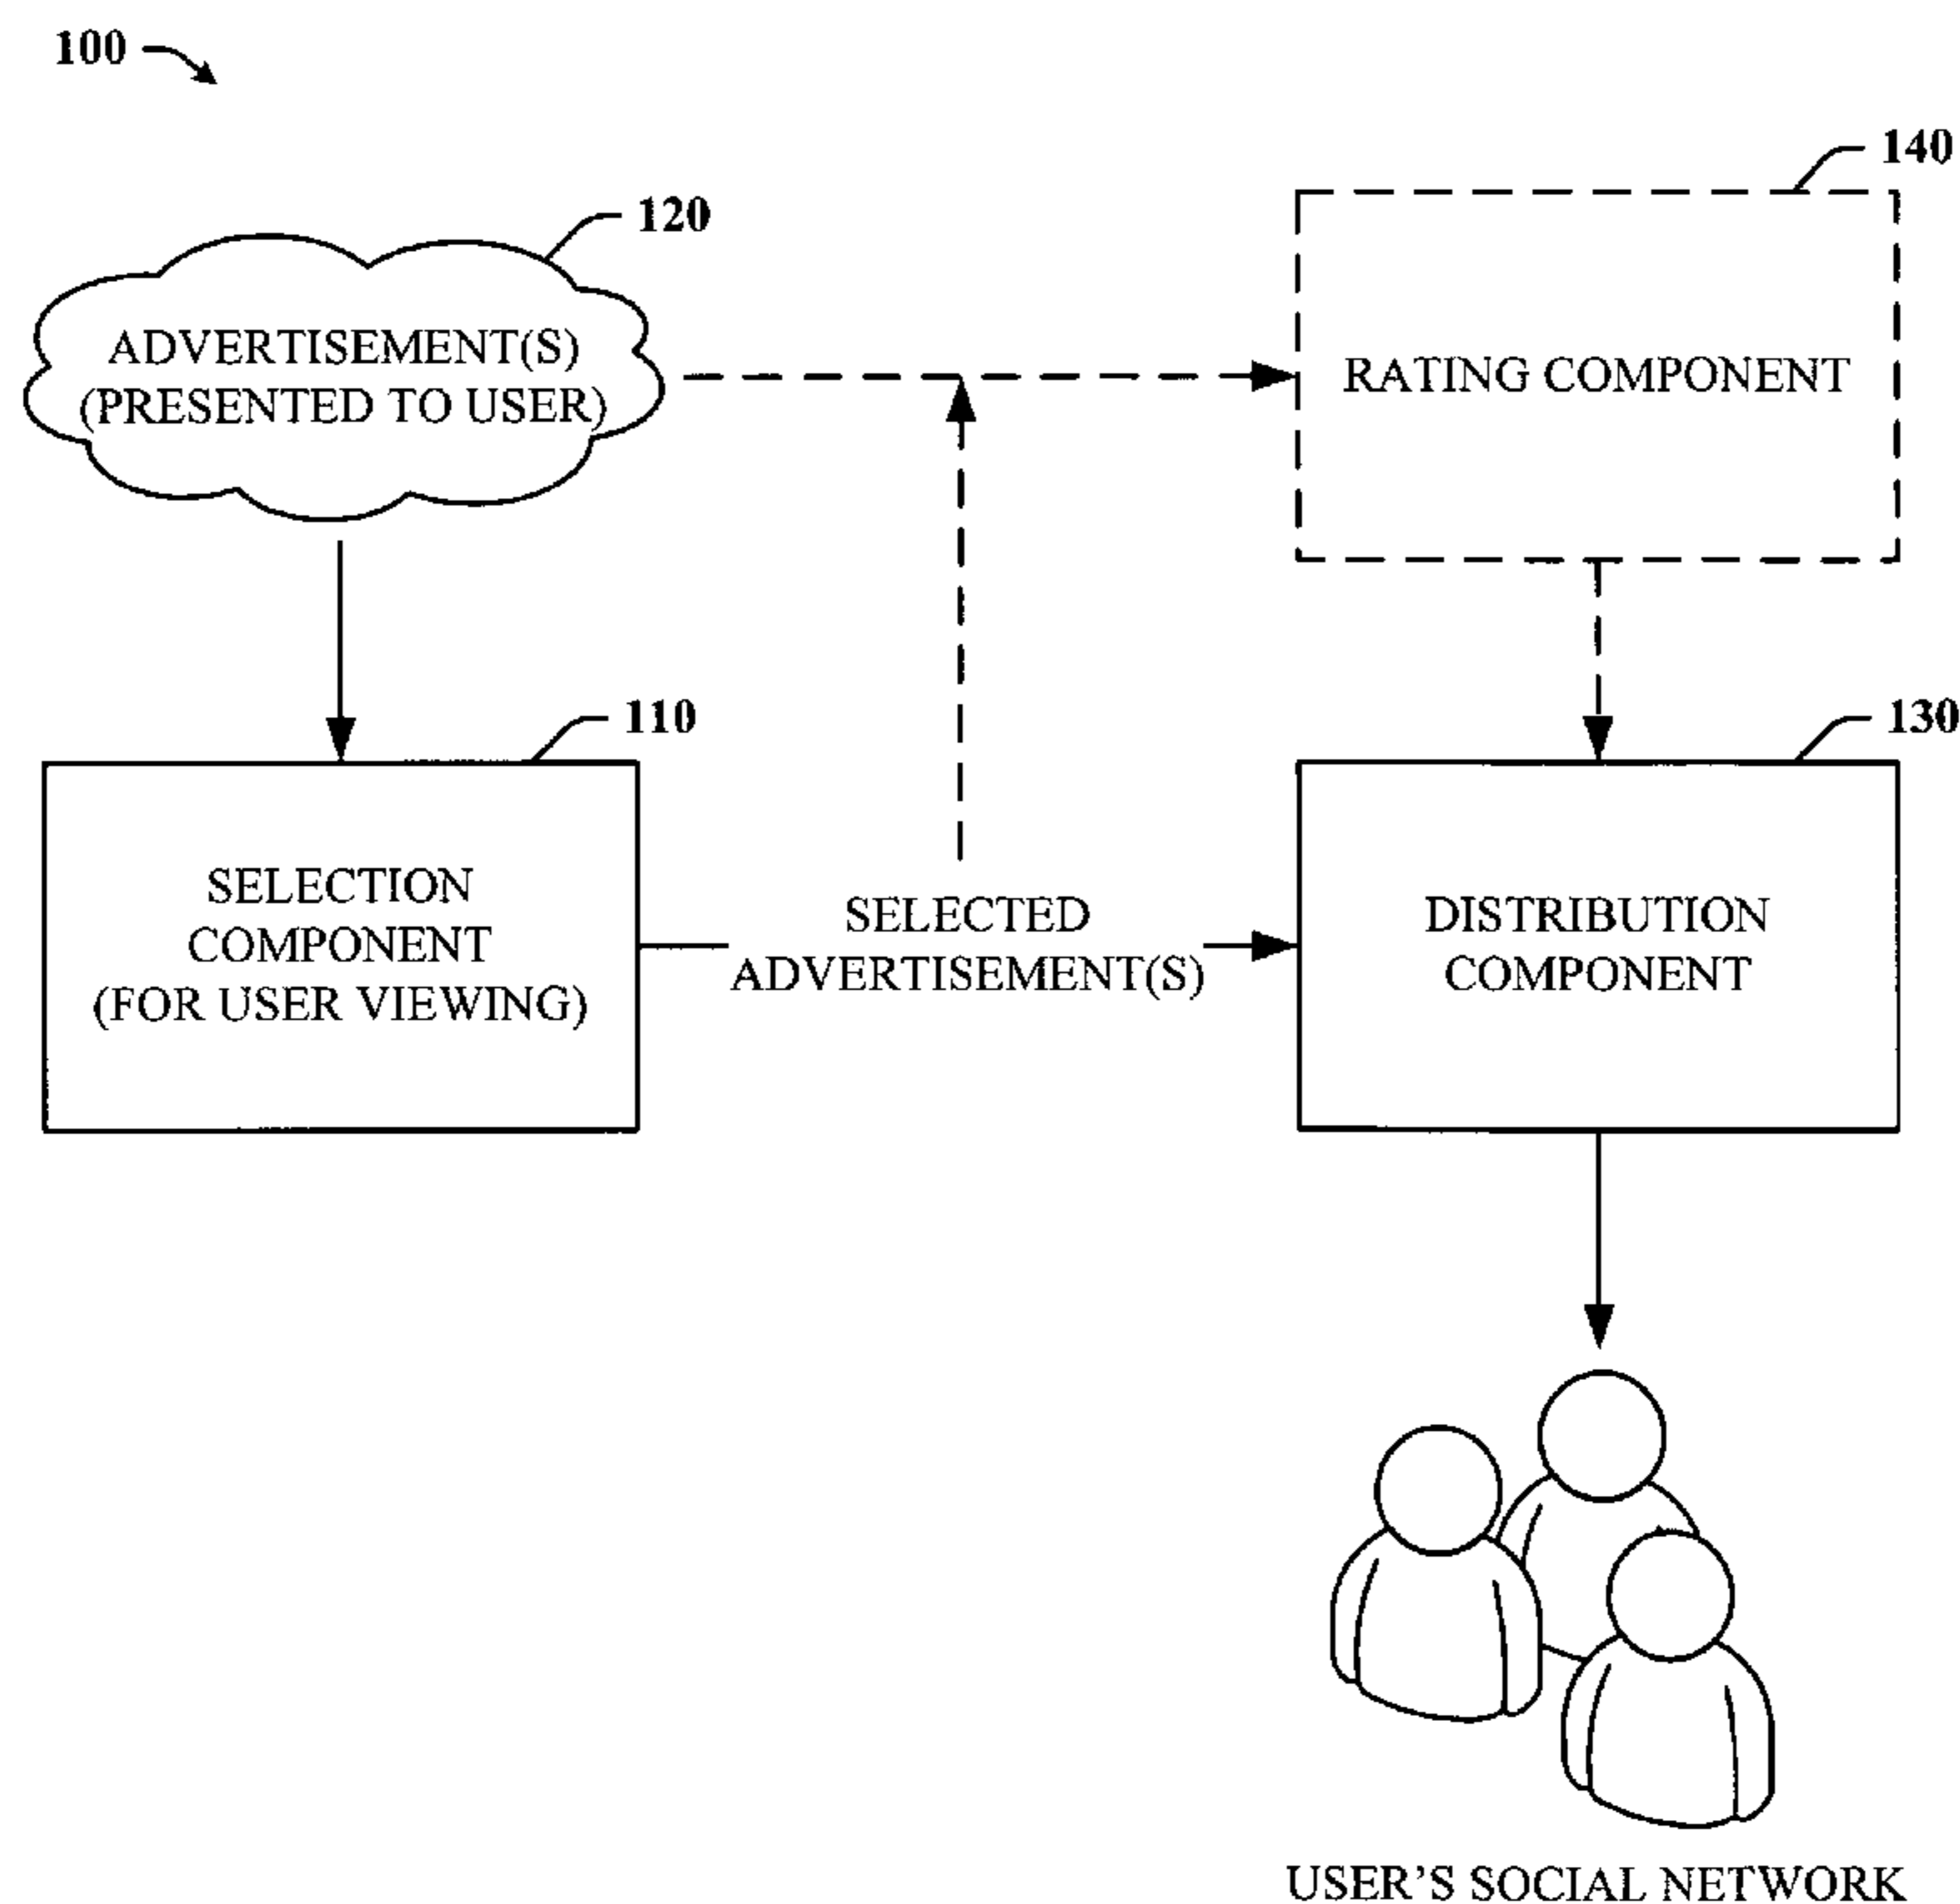 100
140
120
ADVERTISEMENT(S)
(PRESENTED TO USER)
RATING COMPONENT
110
130
SELECTION
COMPONENT
(FOR USER VIEWING)
SELECTED
ADVERTISEMENT(S)
DISTRIBUTION
COMPONENT
USER'S SOCIAL NETWORK